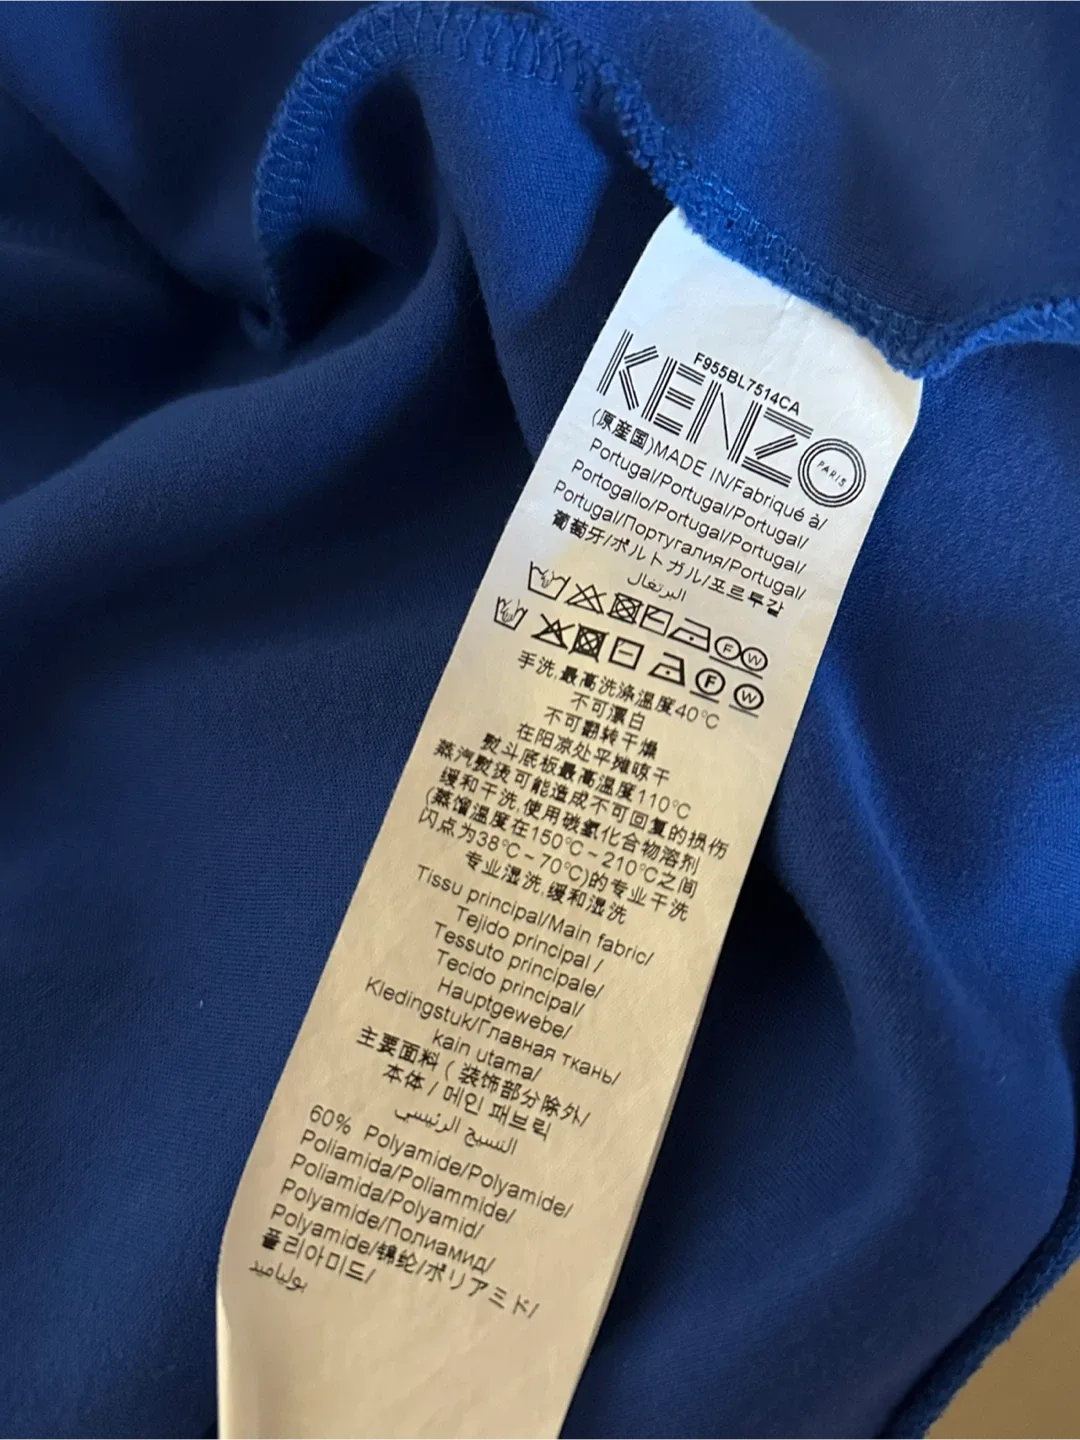 F955BL7514CA
KENZO
PARIS
(原産国)MADE IN/Fabriqué à/
Portugal/Portugal/Portugal/
Portogallo/Portugal/Portugal/
Portugal/Португалия/Portugal/
葡萄牙/ポルトガル/포르투갈
البرتغال
F W
F W
手洗,最高洗涤温度40℃
不可漂白
不可翻转干燥
在阳凉处平摊晾干
熨斗底板最高温度110℃
蒸汽熨烫可能造成不可回复的损伤
缓和干洗,使用碳氢化合物溶剂
(蒸馏温度在150℃~210℃之间
闪点为38℃~70℃)的专业干洗
专业湿洗,缓和湿洗
Tissu principal/Main fabric/
Tejido principal /
Tessuto principale/
Tecido principal/
Hauptgewebe/
Kledingstuk/Главная ткань/
kain utama/
主要面料 ( 装饰部分除外/
本体 / 메인 패브릭
النسيج الرئيسي
60% Polyamide/Polyamide/
Poliamida/Poliammide/
Poliamida/Polyamid/
Polyamide/Полиамид/
Polyamide/锦纶/ポリアミド/
폴리아미드/
بولياميد